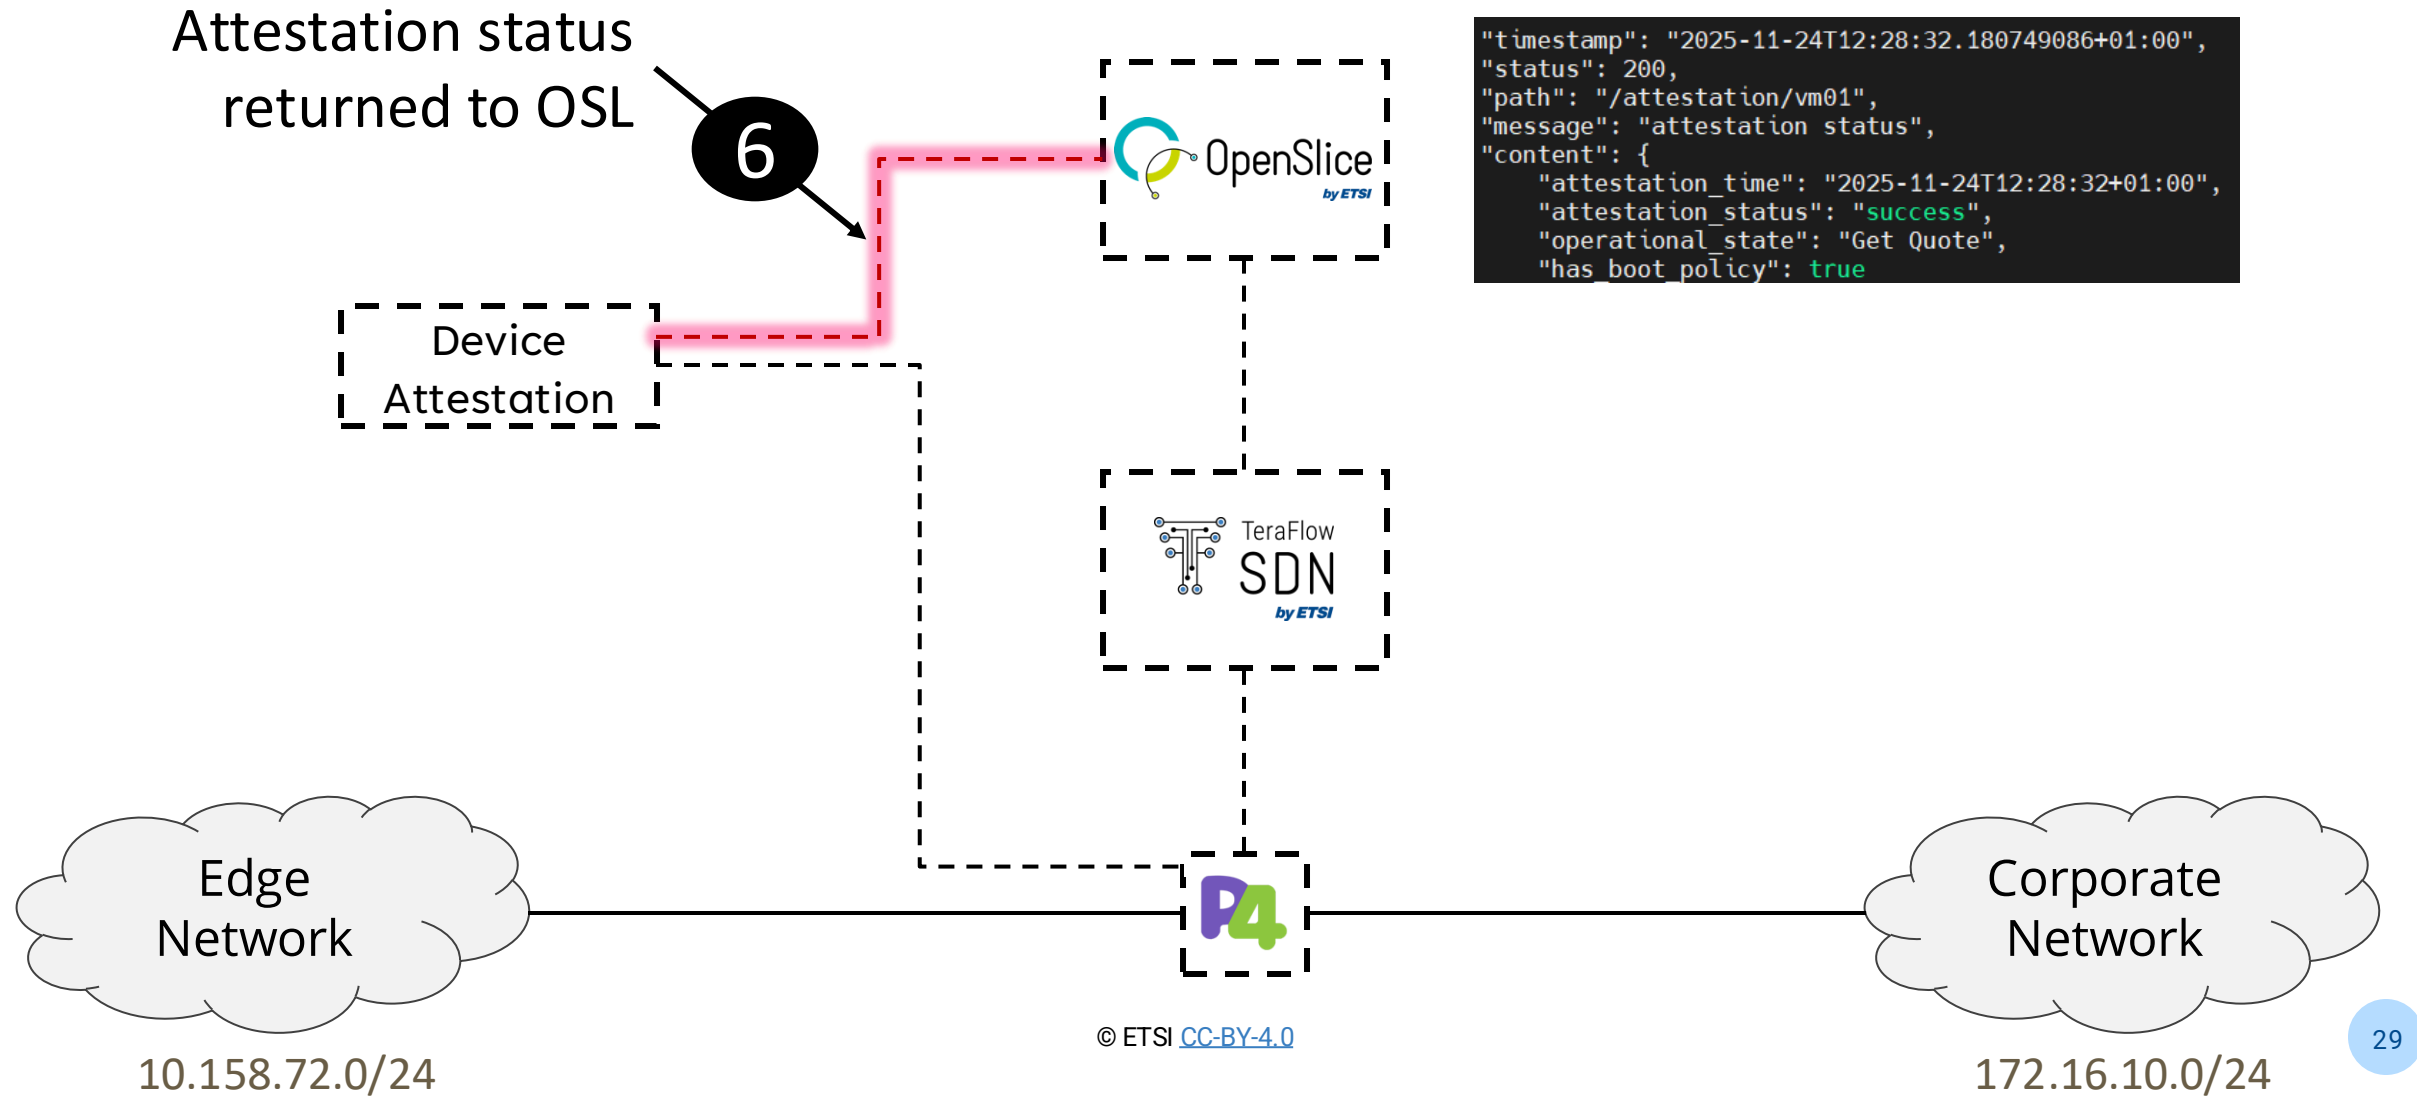 Attestation status
returned to OSL
6
OpenSlice
by ETSI
"timestamp": "2025-11-24T12:28:32.180749086+01:00",
"status": 200,
"path": "/attestation/vm01",
"message": "attestation status",
"content": {
"attestation_time": "2025-11-24T12:28:32+01:00",
"attestation_status": "success",
"operational_state": "Get Quote",
"has_boot_policy": true
Device
Attestation
TeraFlow
SDN
by ETSI
Edge
Network
P4
Corporate
Network
© ETSI CC-BY-4.0
29
10.158.72.0/24
172.16.10.0/24